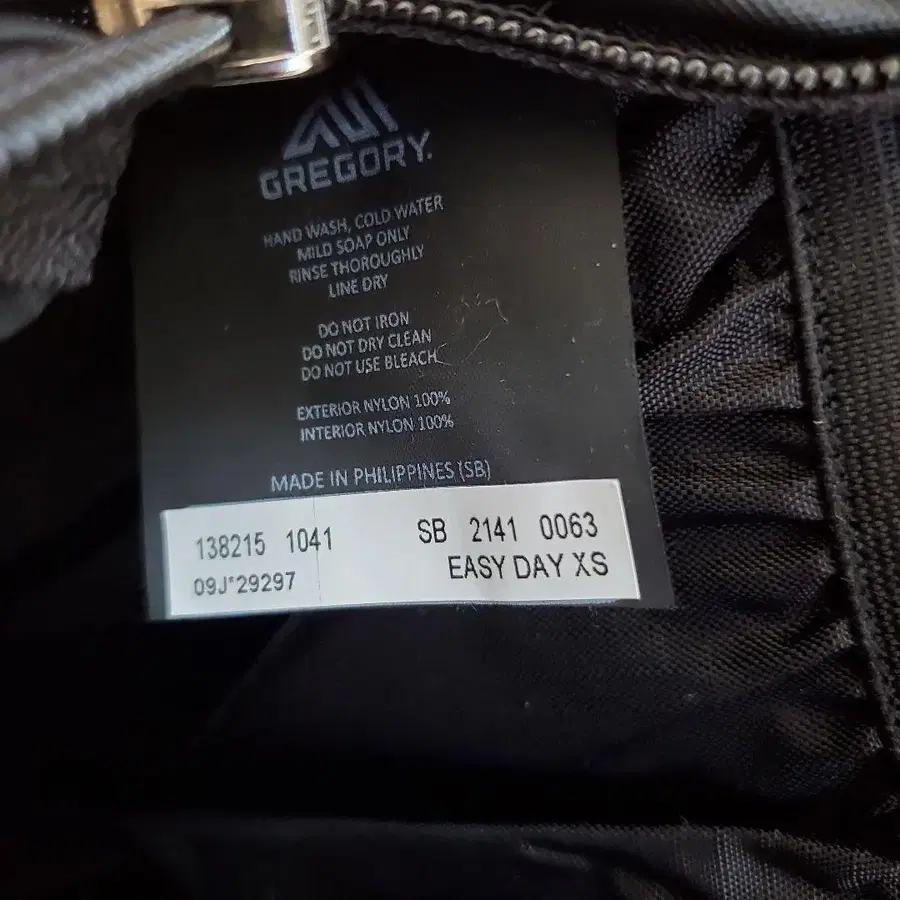 GREGORY.
HAND WASH, COLD WATER
MILD SOAP ONLY
RINSE THOROUGHLY
LINE DRY
DO NOT IRON
DO NOT DRY CLEAN
DO NOT USE BLEACH
EXTERIOR NYLON 100%
INTERIOR NYLON 100%
MADE IN PHILIPPINES (SB)
138215 1041 SB 2141 0063
09J*29297 EASY DAY XS